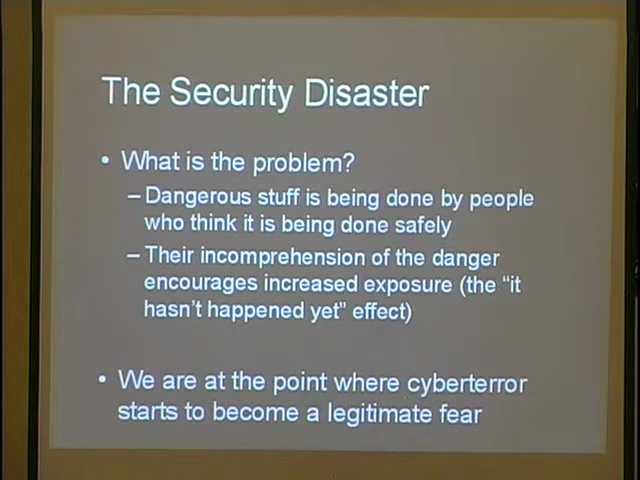 The Security Disaster
• What is the problem?
– Dangerous stuff is being done by people
who think it is being done safely
– Their incomprehension of the danger
encourages increased exposure (the “it
hasn’t happened yet” effect)
• We are at the point where cyberterror
starts to become a legitimate fear